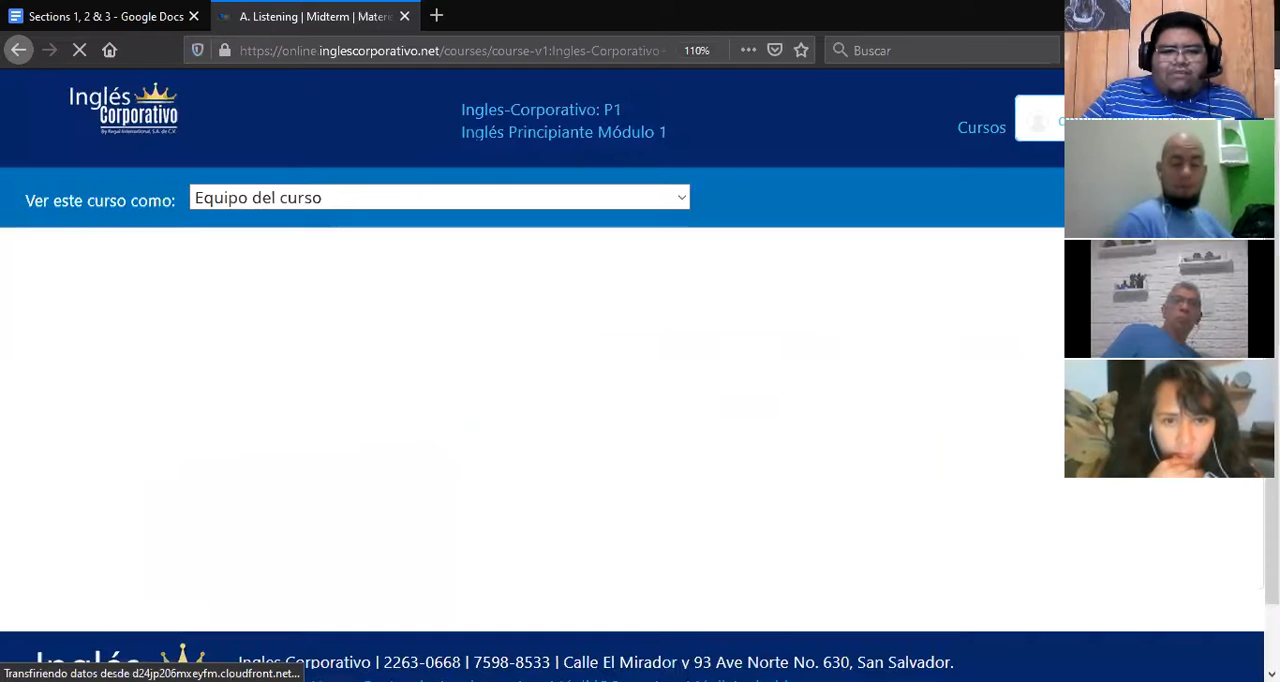 Sections 1, 2 & 3 - Google Docs
A. Listening | Midterm | Materi
https://online.inglescorporativo.net/courses/course-v1:Ingles-Corporativo
110%
Buscar
Inglés
Corporativo
Ingles-Corporativo: P1
Inglés Principiante Módulo 1
Cursos
Ver este curso como:
Equipo del curso
Inglés
Ingles Corporativo | 2263-0668 | 7598-8533 | Calle El Mirador y 93 Ave Norte No. 630, San Salvador.
Transfiriendo datos desde d24jp206mxeyfm.cloudfront.net...